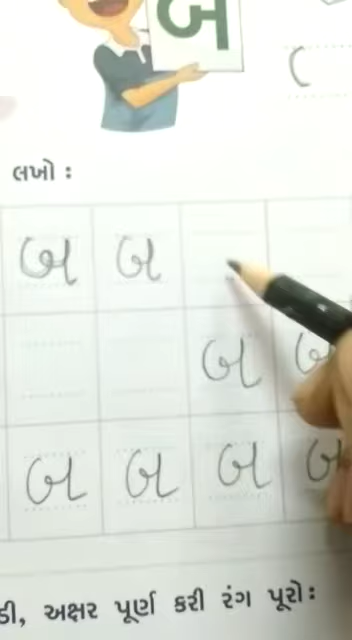 બ
લખો :
બ બ
બ બ
બ બ બ બ
અક્ષર પૂર્ણ કરી રંગ પૂરો: